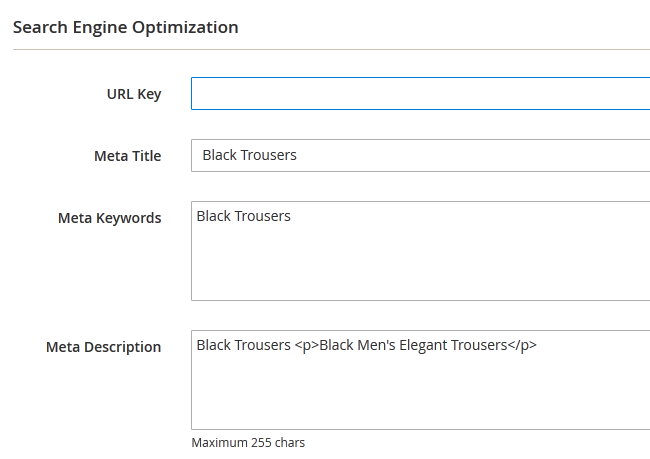 Search Engine Optimization
URL Key
Meta Title
Black Trousers
Meta Keywords
Black Trousers
Meta Description
Black Trousers <p>Black Men's Elegant Trousers</p>
Maximum 255 chars